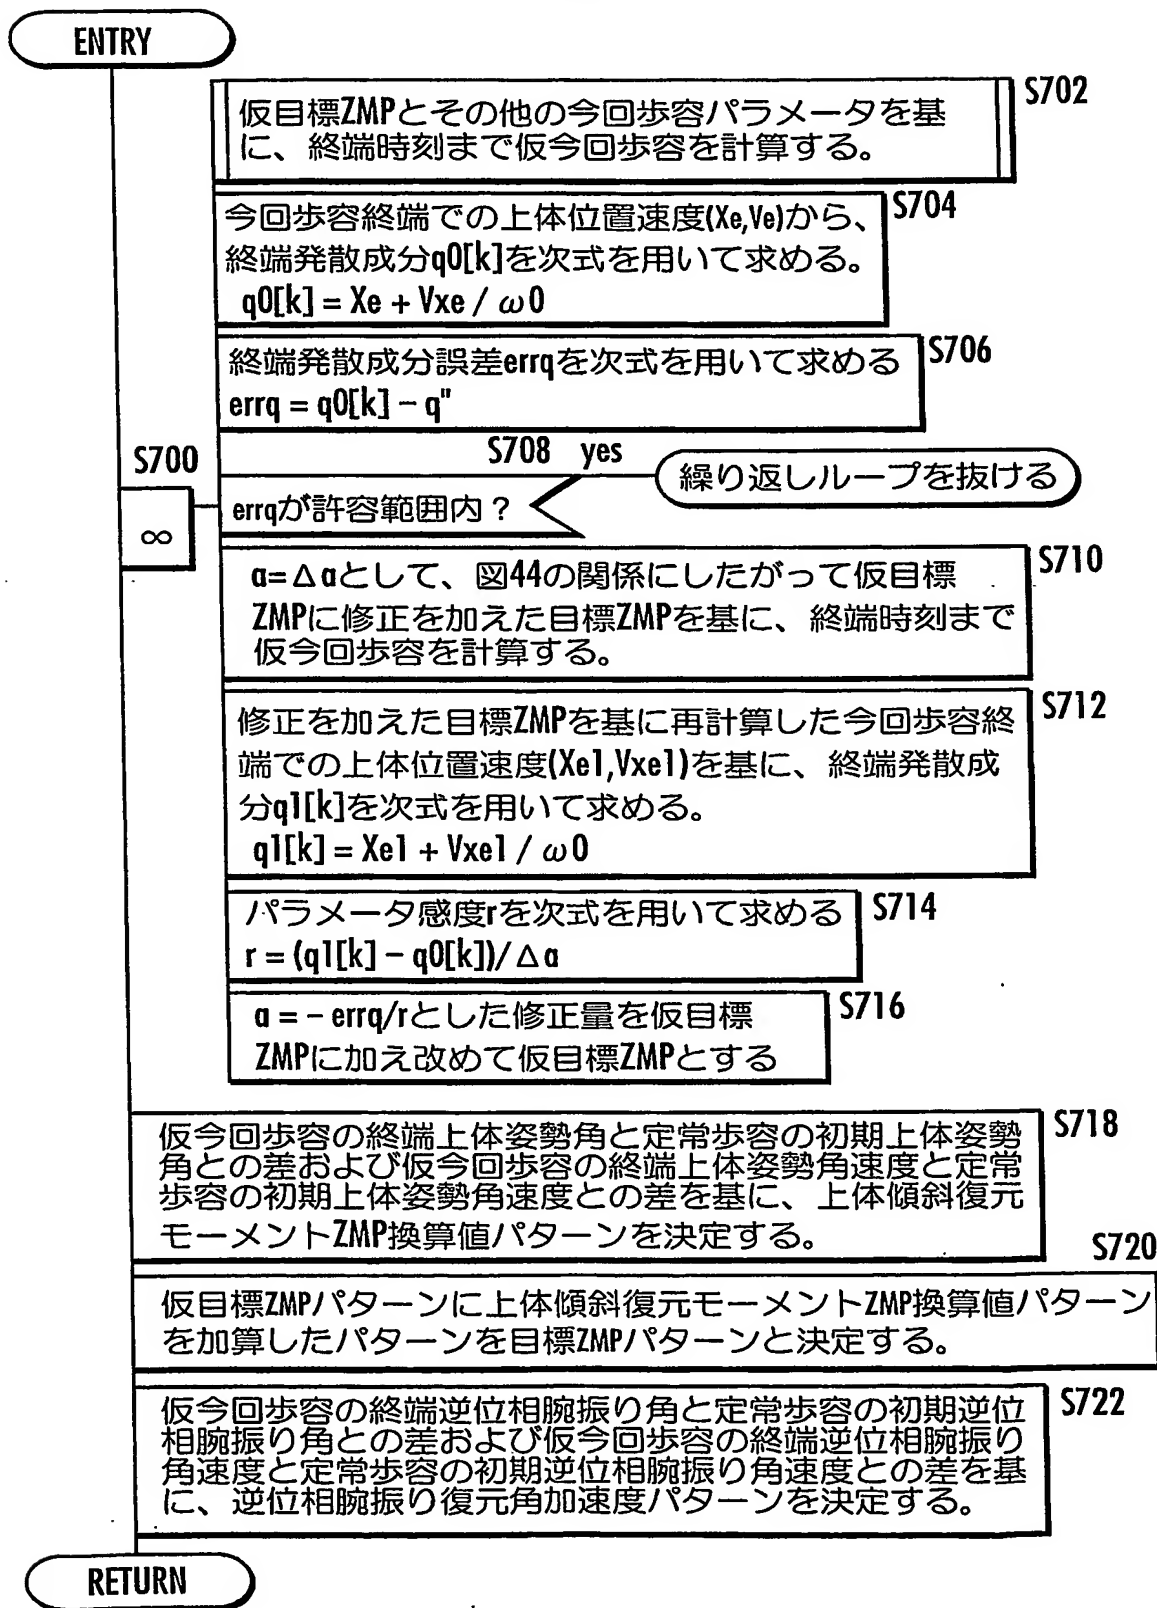 ENTRY
S702
仮目標ZMPとその他の今回歩容パラメータを基
に、終端時刻まで仮今回歩容を計算する。
S704
今回歩容終端での上体位置速度(Xe,Ve)から、
終端発散成分q0[k]を次式を用いて求める。
q0[k] = Xe + Vxe / ω0
S706
終端発散成分誤差errqを次式を用いて求める
errq = q0[k] − q"
S700
∞
S708 yes
繰り返しループを抜ける
errqが許容範囲内？
S710
a=Δaとして、図44の関係にしたがって仮目標
ZMPに修正を加えた目標ZMPを基に、終端時刻まで
仮今回歩容を計算する。
S712
修正を加えた目標ZMPを基に再計算した今回歩容終
端での上体位置速度(Xe1,Vxe1)を基に、終端発散成
分q1[k]を次式を用いて求める。
q1[k] = Xe1 + Vxe1 / ω0
S714
パラメータ感度rを次式を用いて求める
r = (q1[k] − q0[k])/Δa
S716
a = − errq/rとした修正量を仮目標
ZMPに加え改めて仮目標ZMPとする
S718
仮今回歩容の終端上体姿勢角と定常歩容の初期上体姿勢
角との差および仮今回歩容の終端上体姿勢角速度と定常
歩容の初期上体姿勢角速度との差を基に、上体傾斜復元
モーメントZMP換算値パターンを決定する。
S720
仮目標ZMPパターンに上体傾斜復元モーメントZMP換算値パターン
を加算したパターンを目標ZMPパターンと決定する。
S722
仮今回歩容の終端逆位相腕振り角と定常歩容の初期逆位
相腕振り角との差および仮今回歩容の終端逆位相腕振り
角速度と定常歩容の初期逆位相腕振り角速度との差を基
に、逆位相腕振り復元角加速度パターンを決定する。
RETURN